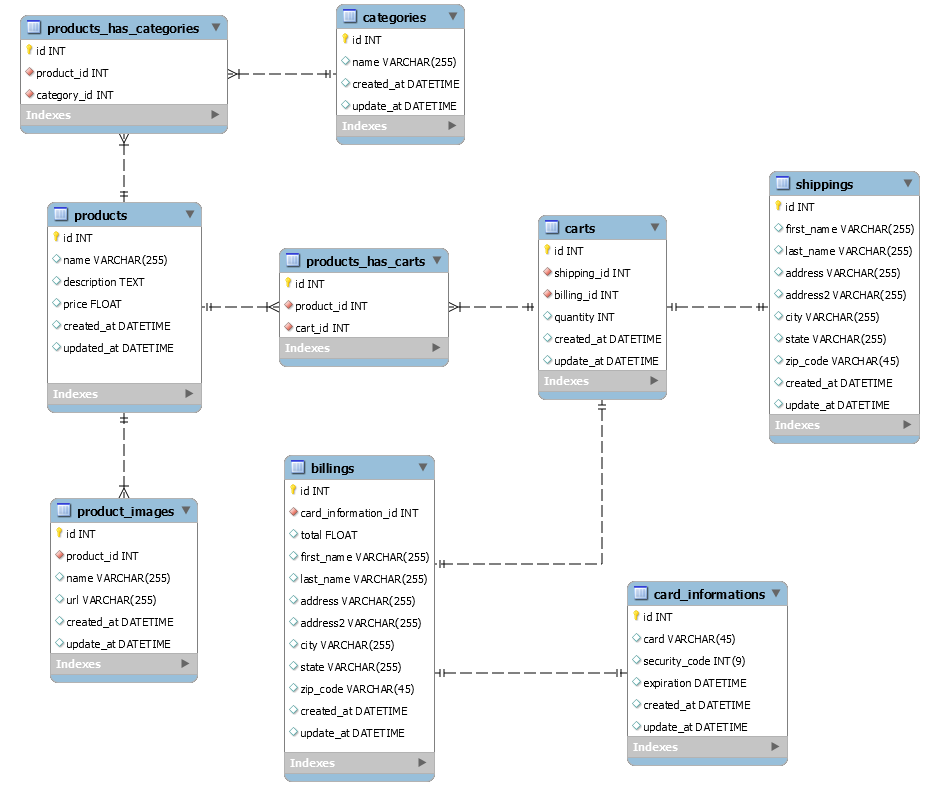 products_has_categories
id INT
product_id INT
category_id INT
Indexes
categories
id INT
name VARCHAR(255)
created_at DATETIME
update_at DATETIME
Indexes
products
id INT
name VARCHAR(255)
description TEXT
price FLOAT
created_at DATETIME
updated_at DATETIME
Indexes
products_has_carts
id INT
product_id INT
cart_id INT
Indexes
carts
id INT
shipping_id INT
billing_id INT
quantity INT
created_at DATETIME
update_at DATETIME
Indexes
shippings
id INT
first_name VARCHAR(255)
last_name VARCHAR(255)
address VARCHAR(255)
address2 VARCHAR(255)
city VARCHAR(255)
state VARCHAR(255)
zip_code VARCHAR(45)
created_at DATETIME
update_at DATETIME
Indexes
product_images
id INT
product_id INT
name VARCHAR(255)
url VARCHAR(255)
created_at DATETIME
update_at DATETIME
Indexes
billings
id INT
card_information_id INT
total FLOAT
first_name VARCHAR(255)
last_name VARCHAR(255)
address VARCHAR(255)
address2 VARCHAR(255)
city VARCHAR(255)
state VARCHAR(255)
zip_code VARCHAR(45)
created_at DATETIME
update_at DATETIME
Indexes
card_informations
id INT
card VARCHAR(45)
security_code INT(9)
expiration DATETIME
created_at DATETIME
update_at DATETIME
Indexes